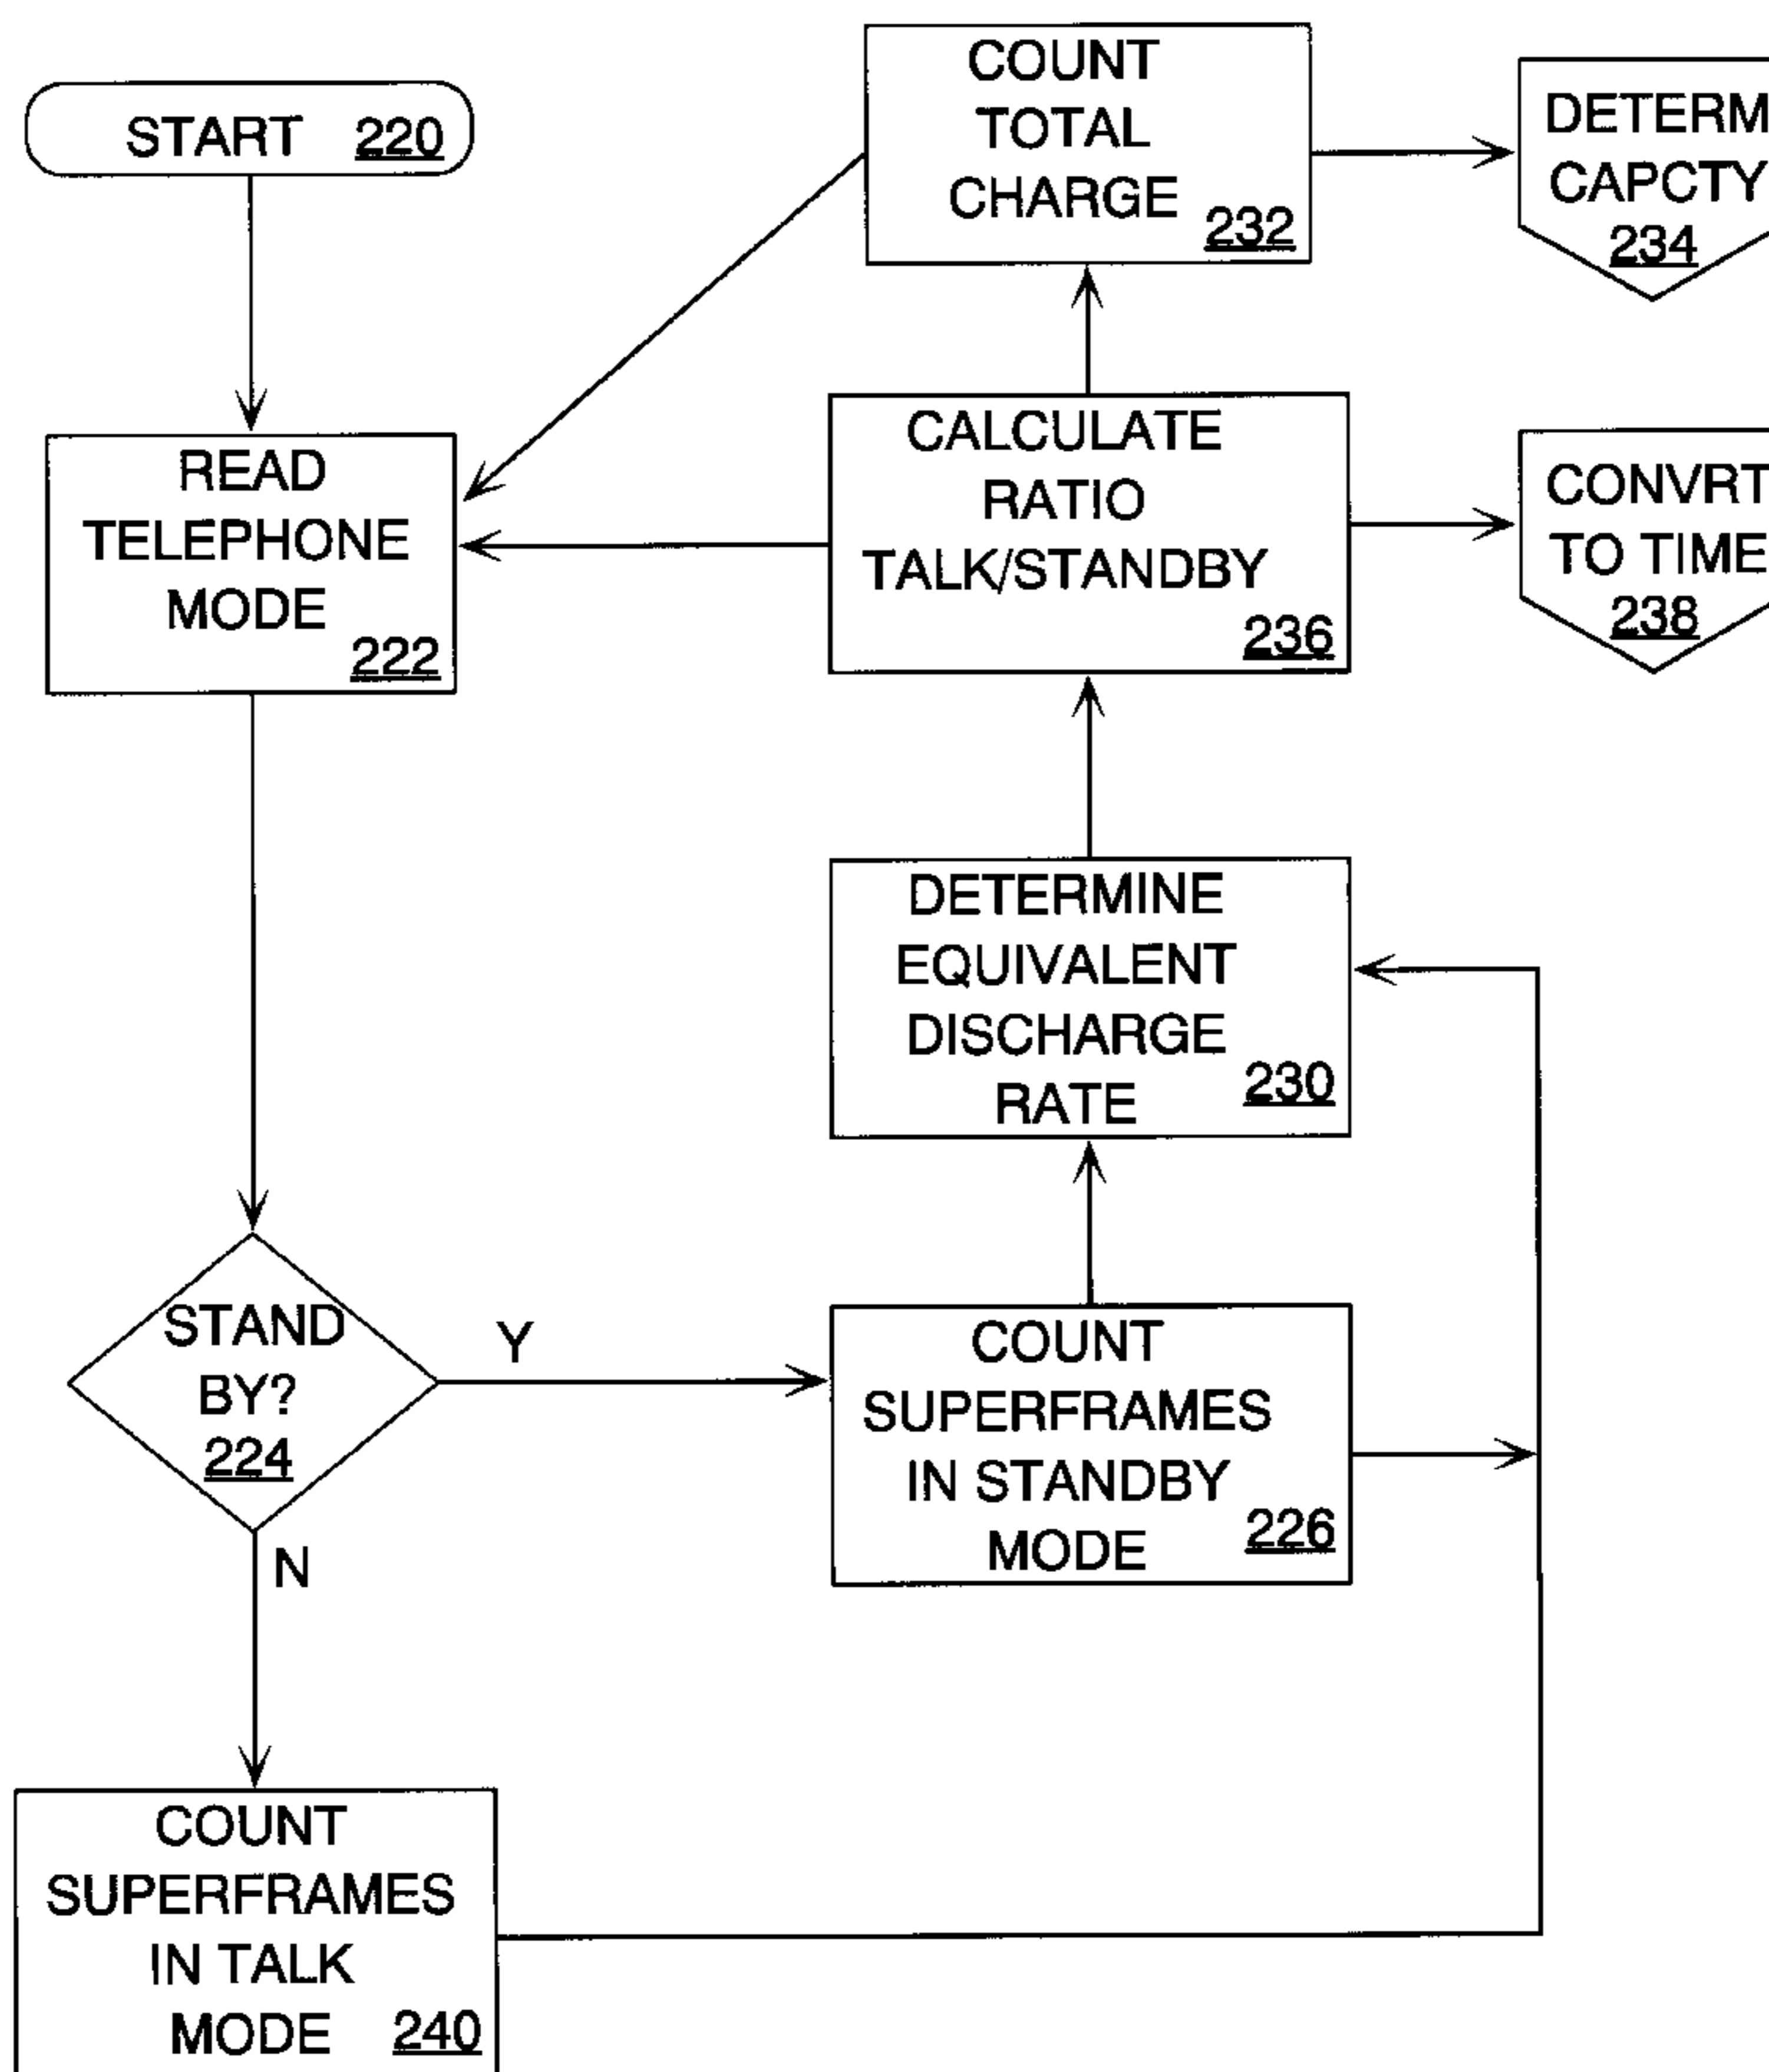 START 220
READ
TELEPHONE
MODE
222
STAND
BY?
224
Y
N
COUNT
SUPERFRAMES
IN TALK
MODE 240
COUNT
TOTAL
CHARGE
232
CALCULATE
RATIO
TALK/STANDBY
236
DETERMINE
EQUIVALENT
DISCHARGE
RATE
230
COUNT
SUPERFRAMES
IN STANDBY
MODE
226
DETERM
CAPCTY
234
CONVRT
TO TIME
238